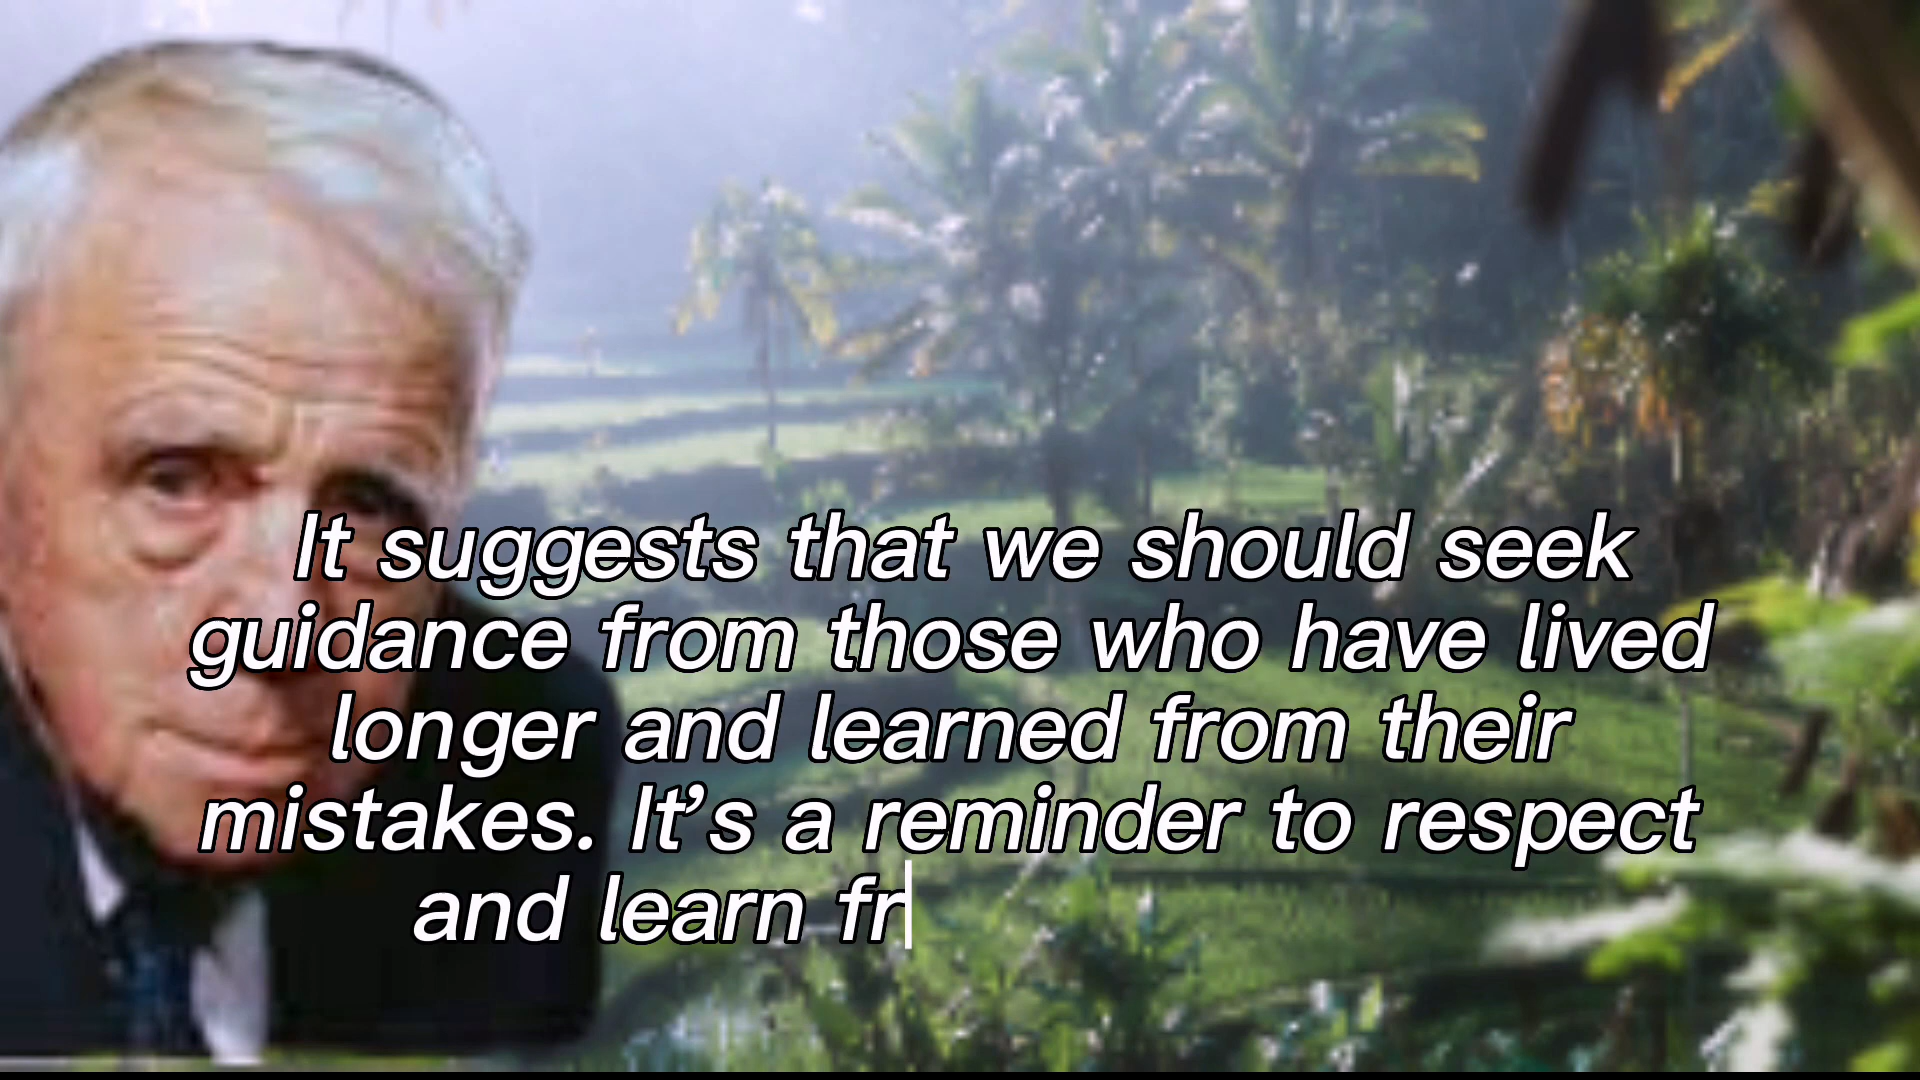 It suggests that we should seek
guidance from those who have lived
longer and learned from their
mistakes. It’s a reminder to respect
and learn fr